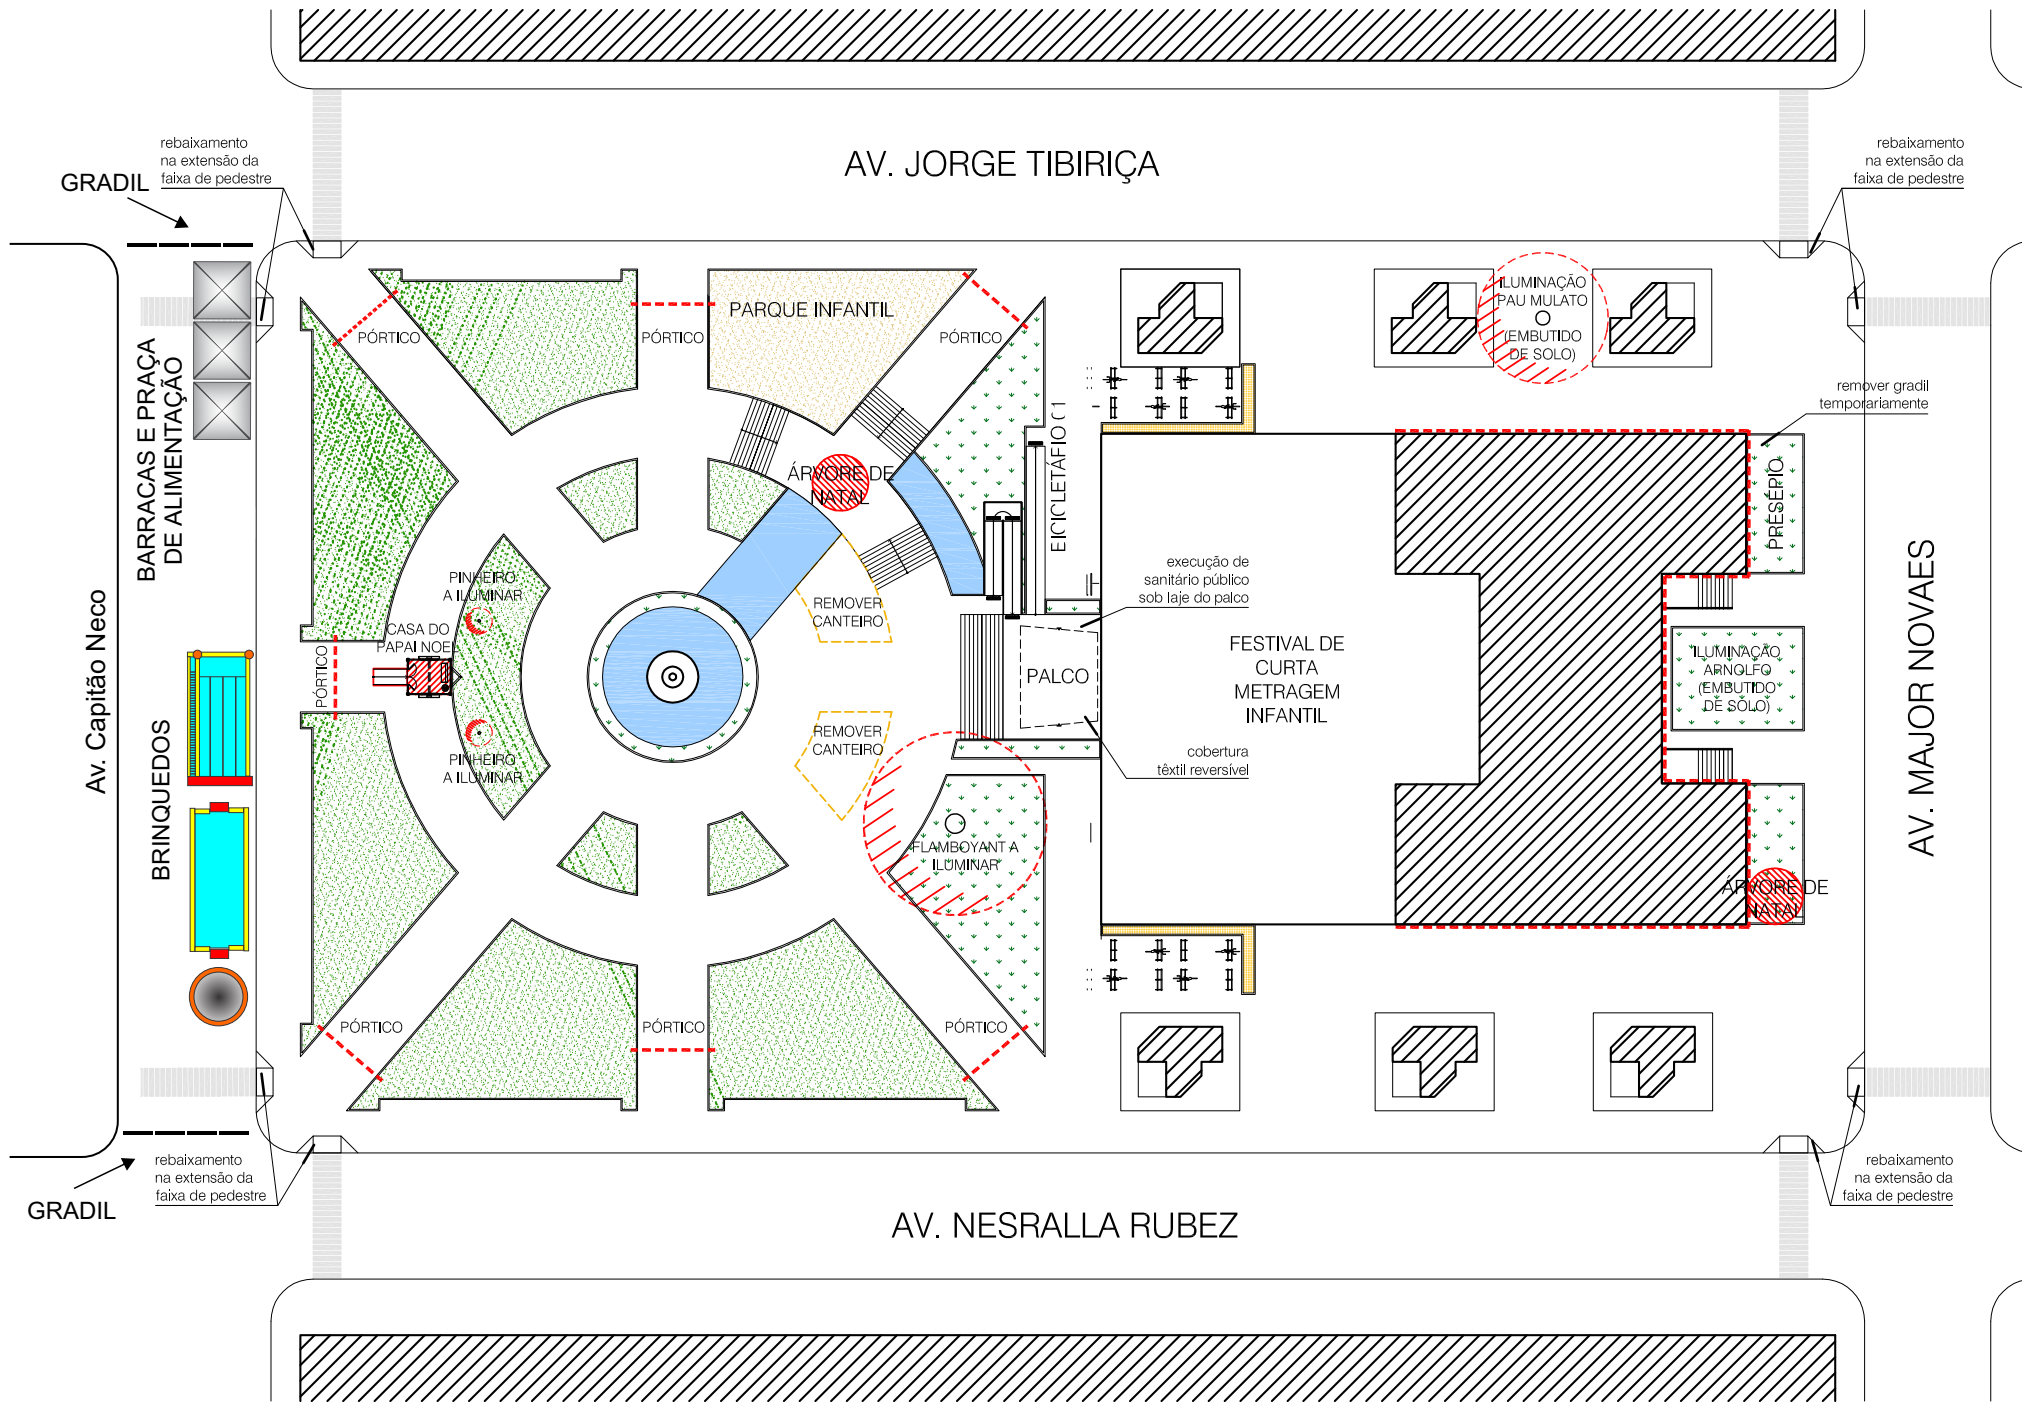 AV. JORGE TIBIRIÇA
rebaixamento
na extensão da
faixa de pedestre
GRADIL
rebaixamento
na extensão da
faixa de pedestre
ILUMINAÇÃO
PAU MULATO
(EMBUTIDO
DE SOLO)
PARQUE INFANTIL
PÓRTICO
PÓRTICO
PÓRTICO
BARRACAS E PRAÇA
DE ALIMENTAÇÃO
remover gradil
temporariamente
ÁRVORE DE
NATAL
PRESÉPIO
PINHEIRO
A ILUMINAR
CASA DO
PAPAI NOEL
PÓRTICO
REMOVER
CANTEIRO
execução de
sanitário público
sob laje do palco
PALCO
FESTIVAL DE
CURTA
METRAGEM
INFANTIL
ILUMINAÇÃO
ARNOLFO
(EMBUTIDO
DE SOLO)
Av. Capitão Neco
AV. MAJOR NOVAES
BRINQUEDOS
PINHEIRO
A ILUMINAR
REMOVER
CANTEIRO
cobertura
têxtil reversível
FLAMBOYANT A
ILUMINAR
ÁRVORE DE
NATAL
PÓRTICO
PÓRTICO
PÓRTICO
rebaixamento
na extensão da
faixa de pedestre
GRADIL
rebaixamento
na extensão da
faixa de pedestre
AV. NESRALLA RUBEZ